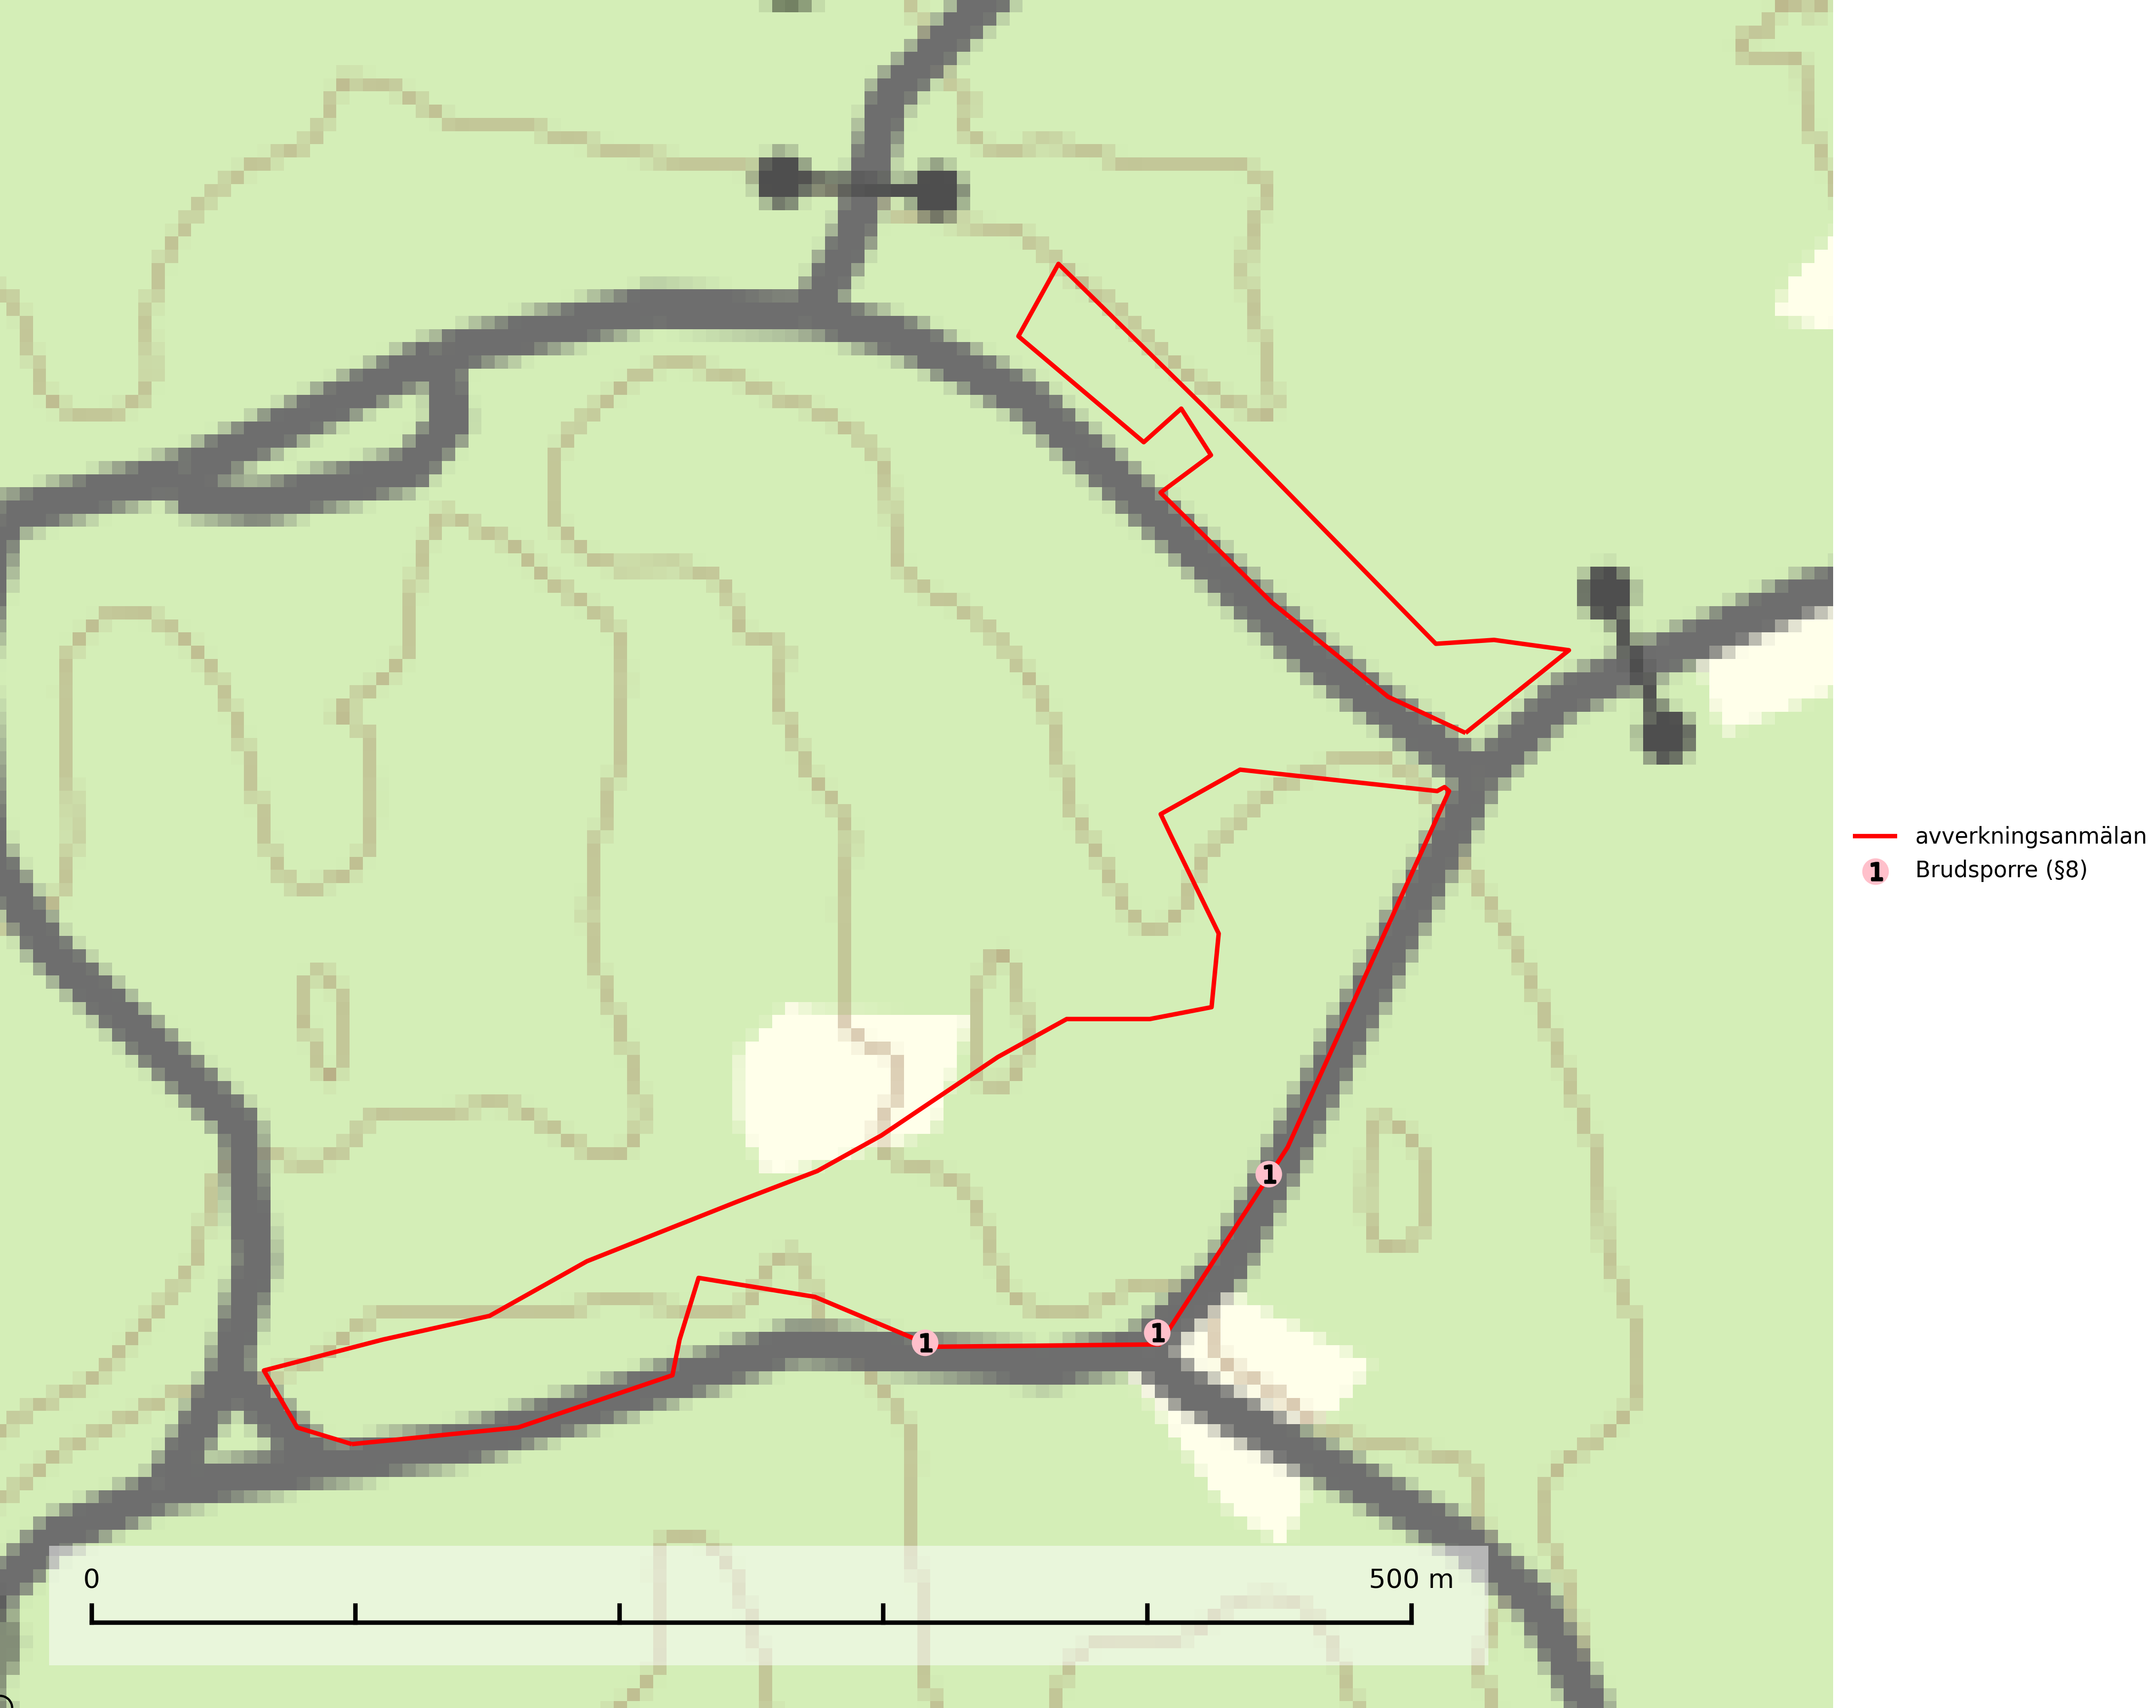 1
1
1
avverkningsanmälan
1 Brudsporre (§8)
0 500 m